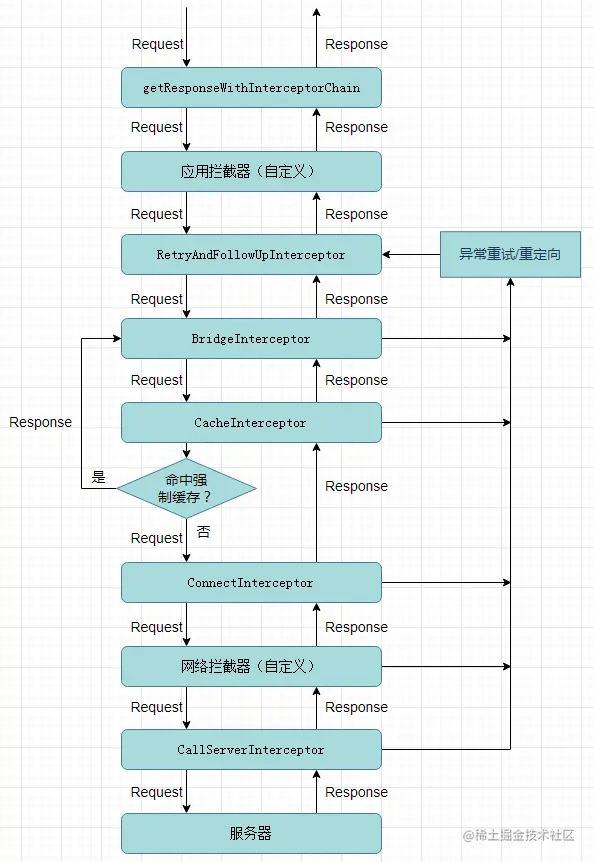 Request
Response
getResponseWithInterceptorChain
Request
Response
应用拦截器（自定义）
Request
Response
RetryAndFollowUpInterceptor
异常重试/重定向
Request
Response
BridgeInterceptor
Request
Response
Response
CacheInterceptor
是
命中强
制缓存？
Response
否
Request
ConnectInterceptor
Request
Response
网络拦截器（自定义）
Request
Response
CallServerInterceptor
Request
Response
服务器
@稀土掘金技术社区